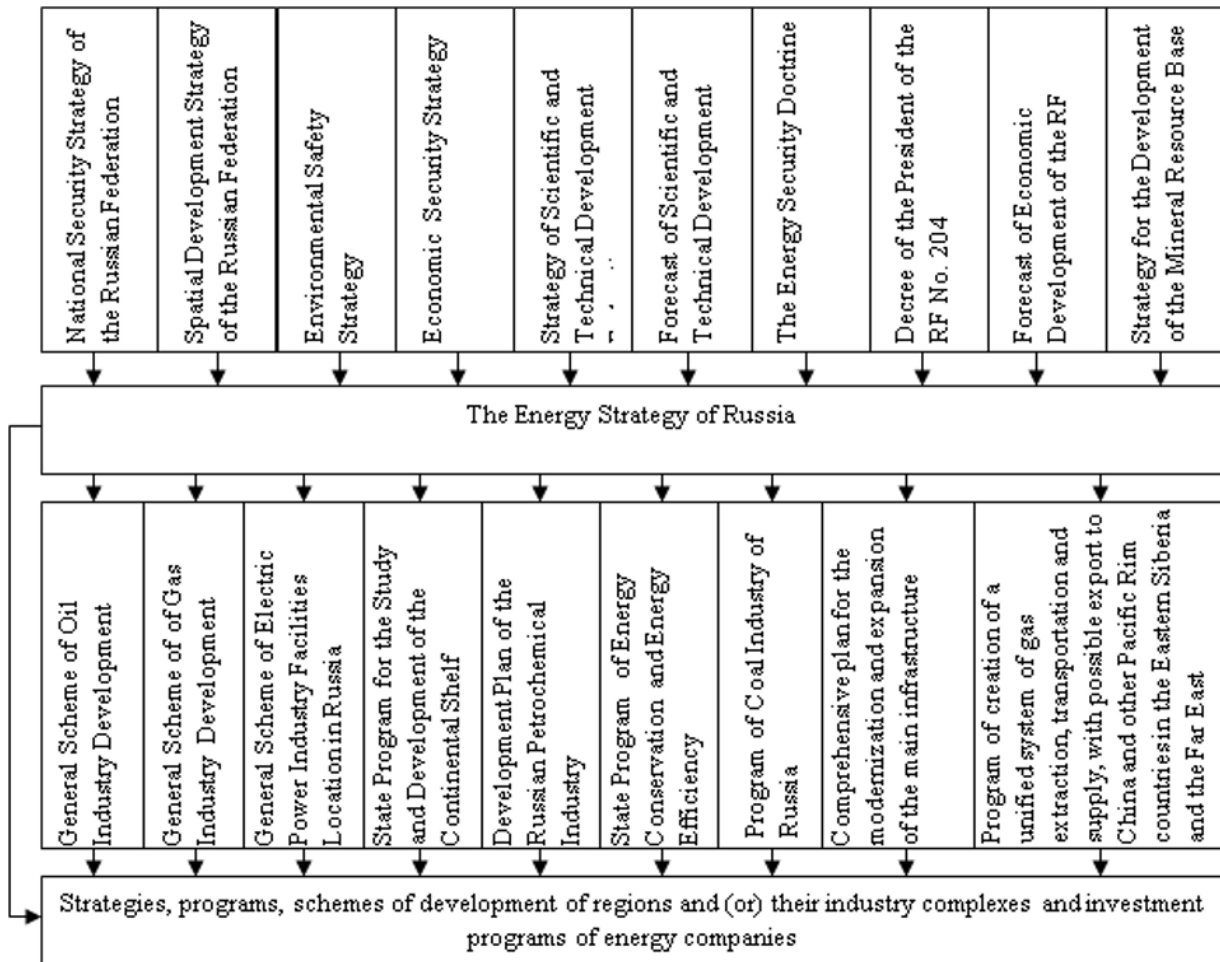 National Security Strategy of
the Russian Federation
Spatial Development Strategy
of the Russian Federation
Environmental Safety
Strategy
Economic Security Strategy
Strategy of Scientific and
Technical Development
Forecast of Scientific and
Technical Development
The Energy Security Doctrine
Decree of the President of the
RF No. 204
Forecast of Economic
Development of the RF
Strategy for the Development
of the Mineral Resource Base
The Energy Strategy of Russia
General Scheme of Oil
Industry Development
General Scheme of of Gas
Industry Development
General Scheme of Electric
Power Industry Facilities
Location in Russia
State Program for the Study
and Development of the
Continental Shelf
Development Plan of the
Russian Petrochemical
Industry
State Program of Energy
Conservation and Energy
Efficiency
Program of Coal Industry of
Russia
Comprehensive plan for the
modernization and expansion
of the main infrastructure
Program of creation of a
unified system of gas
extraction, transportation and
supply, with possible export to
China and other Pacific Rim
countries in the Eastern Siberia
and the Far East
Strategies, programs, schemes of development of regions and (or) their industry complexes and investment
programs of energy companies